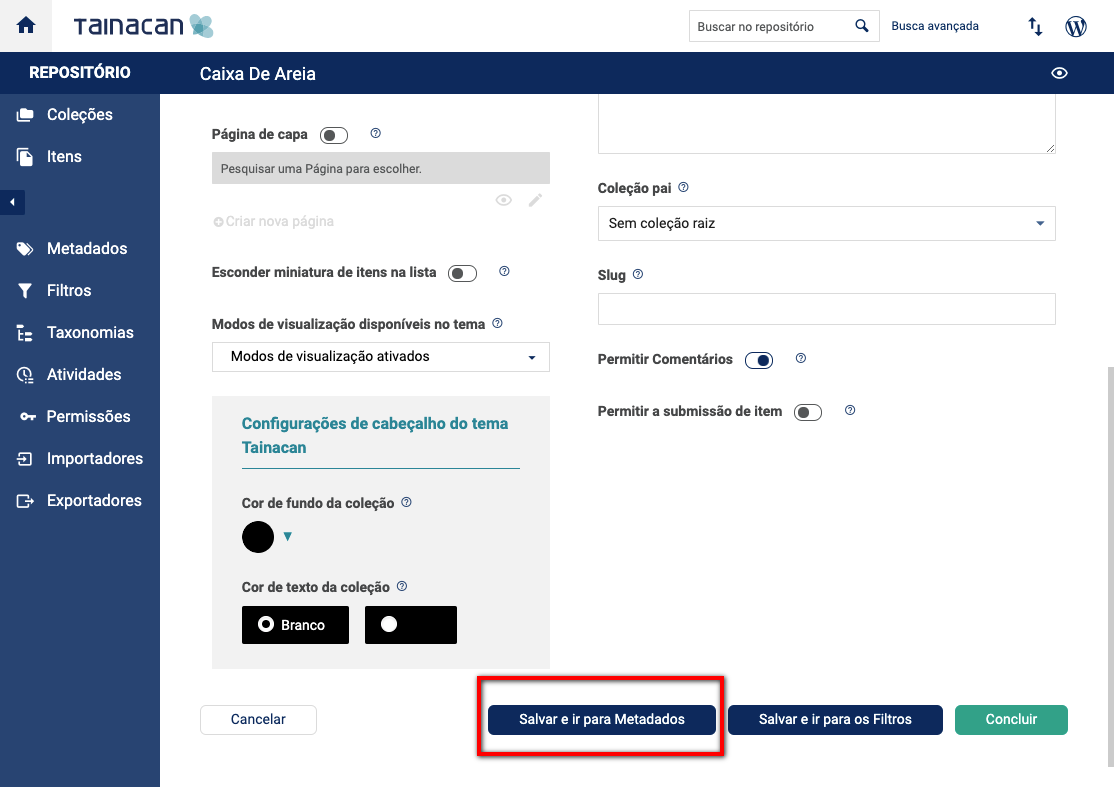 Tainacan
Buscar no repositório
Busca avançada
REPOSITÓRIO
Caixa De Areia
Coleções
Itens
Metadados
Filtros
Taxonomias
Atividades
Permissões
Importadores
Exportadores
Página de capa
Pesquisar uma Página para escolher.
Criar nova página
Esconder miniatura de itens na lista
Modos de visualização disponíveis no tema
Modos de visualização ativados
Configurações de cabeçalho do tema
Tainacan
Cor de fundo da coleção
Cor de texto da coleção
Branco
Coleção pai
Sem coleção raiz
Slug
Permitir Comentários
Permitir a submissão de item
Cancelar
Salvar e ir para Metadados
Salvar e ir para os Filtros
Concluir